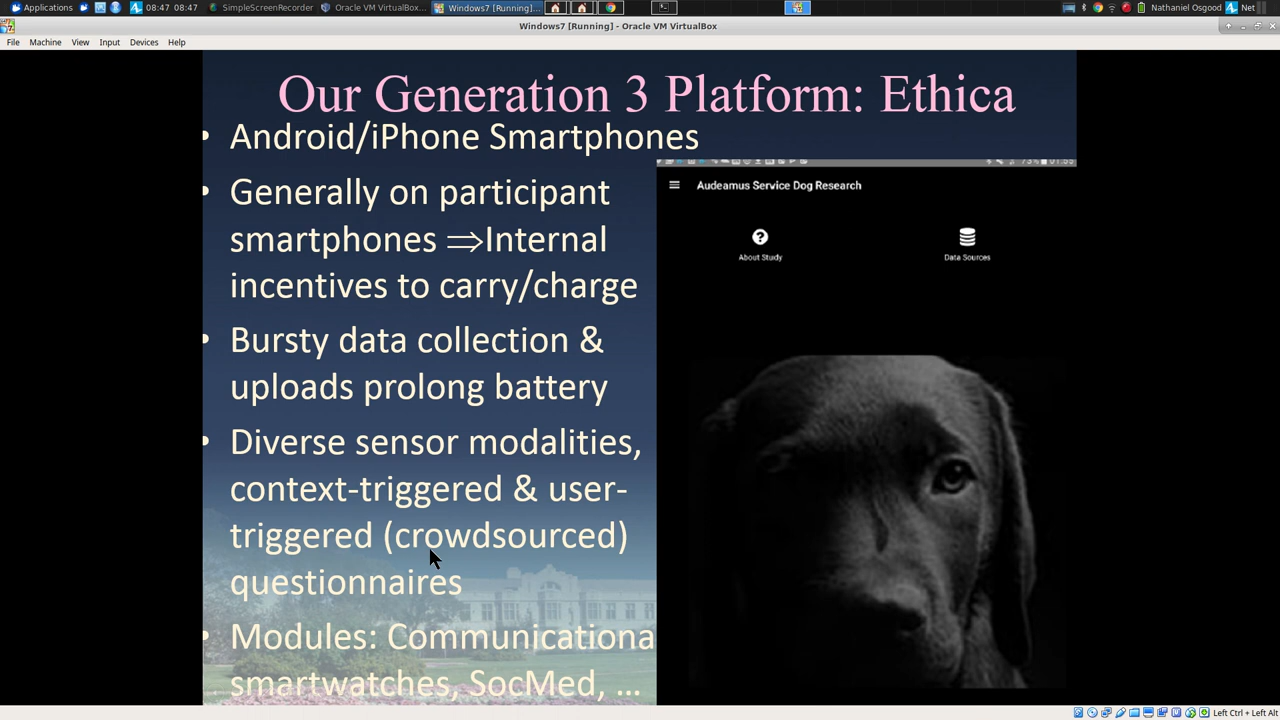 Applications
08:47 08:47
SimpleScreenRecorder
Oracle VM VirtualBox...
Windows7 [Running]...
Nathaniel Osgood
Net
Windows7 [Running] - Oracle VM VirtualBox
File Machine View Input Devices Help
Our Generation 3 Platform: Ethica
• Android/iPhone Smartphones
• Generally on participant
smartphones ⇒Internal
incentives to carry/charge
• Bursty data collection &
uploads prolong battery
• Diverse sensor modalities,
context-triggered & user-
triggered (crowdsourced)
questionnaires
• Modules: Communicationa
smartwatches, SocMed, ...
Audeamus Service Dog Research
About Study
Data Sources
Left Ctrl + Left Alt